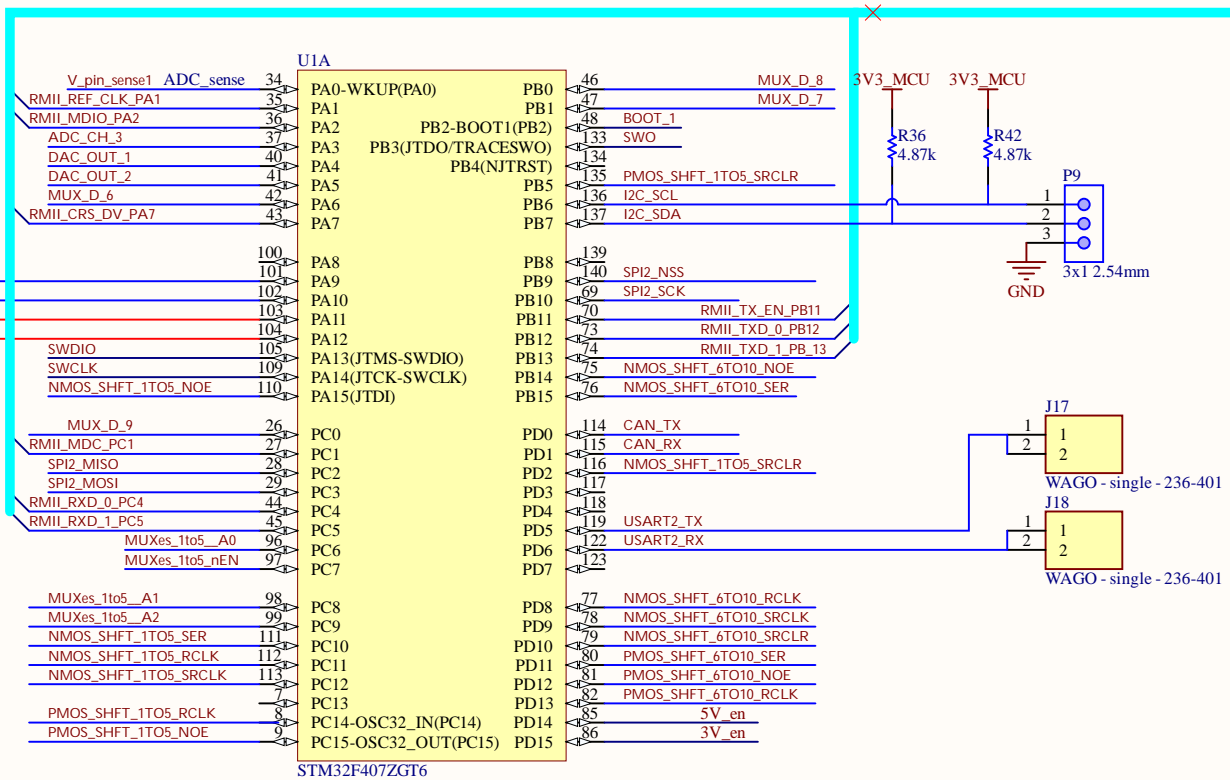 U1A
V_pin_sense1 ADC_sense 34 PA0-WKUP(PA0) PB0 46 MUX_D_8 3V3_MCU 3V3_MCU
RMII_REF_CLK_PA1 35 PA1 PB1 47 MUX_D_7
RMII_MDIO_PA2 36 PA2 PB2-BOOT1(PB2) 48 BOOT_1
ADC_CH_3 37 PA3 PB3(JTDO/TRACESWO) 133 SWO
R36 R42
4.87k 4.87k
DAC_OUT_1 40 PA4 PB4(NJTRST) 134
DAC_OUT_2 41 PA5 PB5 135 PMOS_SHFT_1TO5_SRCLR
P9
MUX_D_6 42 PA6 PB6 136 I2C_SCL 1
RMII_CRS_DV_PA7 43 PA7 PB7 137 I2C_SDA 2
3
100 PA8 PB8 139
3x1 2.54mm
101 PA9 PB9 140 SPI2_NSS
GND
102 PA10 PB10 69 SPI2_SCK
103 PA11 PB11 70 RMII_TX_EN_PB11
104 PA12 PB12 73 RMII_TXD_0_PB12
SWDIO 105 PA13(JTMS-SWDIO) PB13 74 RMII_TXD_1_PB_13
SWCLK 109 PA14(JTCK-SWCLK) PB14 75 NMOS_SHFT_6TO10_NOE
NMOS_SHFT_1TO5_NOE 110 PA15(JTDI) PB15 76 NMOS_SHFT_6TO10_SER
J17
MUX_D_9 26 PC0 PD0 114 CAN_TX 1 1
RMII_MDC_PC1 27 PC1 PD1 115 CAN_RX 2 2
SPI2_MISO 28 PC2 PD2 116 NMOS_SHFT_1TO5_SRCLR
WAGO - single - 236-401
SPI2_MOSI 29 PC3 PD3 117
J18
RMII_RXD_0_PC4 44 PC4 PD4 118
RMII_RXD_1_PC5 45 PC5 PD5 119 USART2_TX 1 1
MUXes_1to5__A0 96 PC6 PD6 122 USART2_RX 2 2
MUXes_1to5_nEN 97 PC7 PD7 123
WAGO - single - 236-401
MUXes_1to5__A1 98 PC8 PD8 77 NMOS_SHFT_6TO10_RCLK
MUXes_1to5__A2 99 PC9 PD9 78 NMOS_SHFT_6TO10_SRCLK
NMOS_SHFT_1TO5_SER 111 PC10 PD10 79 NMOS_SHFT_6TO10_SRCLR
NMOS_SHFT_1TO5_RCLK 112 PC11 PD11 80 PMOS_SHFT_6TO10_SER
NMOS_SHFT_1TO5_SRCLK 113 PC12 PD12 81 PMOS_SHFT_6TO10_NOE
7 PC13 PD13 82 PMOS_SHFT_6TO10_RCLK
PMOS_SHFT_1TO5_RCLK 8 PC14-OSC32_IN(PC14) PD14 85 5V_en
PMOS_SHFT_1TO5_NOE 9 PC15-OSC32_OUT(PC15) PD15 86 3V_en
STM32F407ZGT6